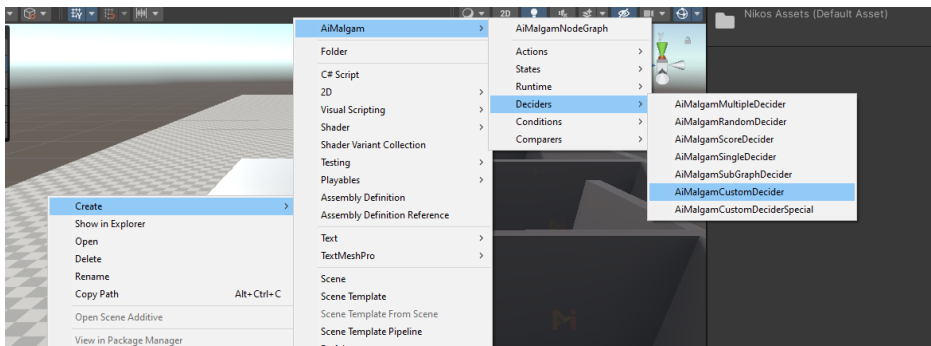 2D
Nikos Assets (Default Asset)
Create
Show in Explorer
Open
Delete
Rename
Copy Path Alt+Ctrl+C
Open Scene Additive
View in Package Manager
AiMalgam
Folder
C# Script
2D
Visual Scripting
Shader
Shader Variant Collection
Testing
Playables
Assembly Definition
Assembly Definition Reference
Text
TextMeshPro
Scene
Scene Template
Scene Template From Scene
Scene Template Pipeline
AiMalgamNodeGraph
Actions
States
Runtime
Deciders
Conditions
Comparers
AiMalgamMultipleDecider
AiMalgamRandomDecider
AiMalgamScoreDecider
AiMalgamSingleDecider
AiMalgamSubGraphDecider
AiMalgamCustomDecider
AiMalgamCustomDeciderSpecial